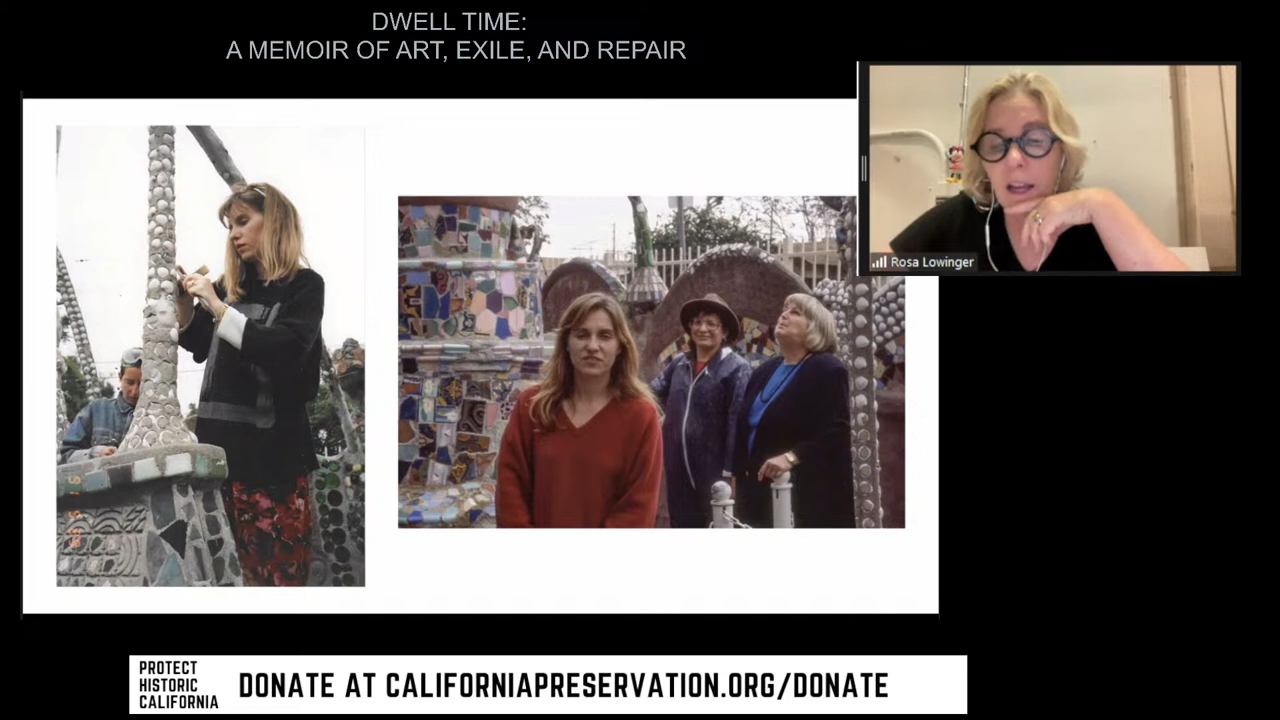 DWELL TIME:
A MEMOIR OF ART, EXILE, AND REPAIR
Rosa Lowinger
PROTECT
HISTORIC
CALIFORNIA
DONATE AT CALIFORNIAPRESERVATION.ORG/DONATE